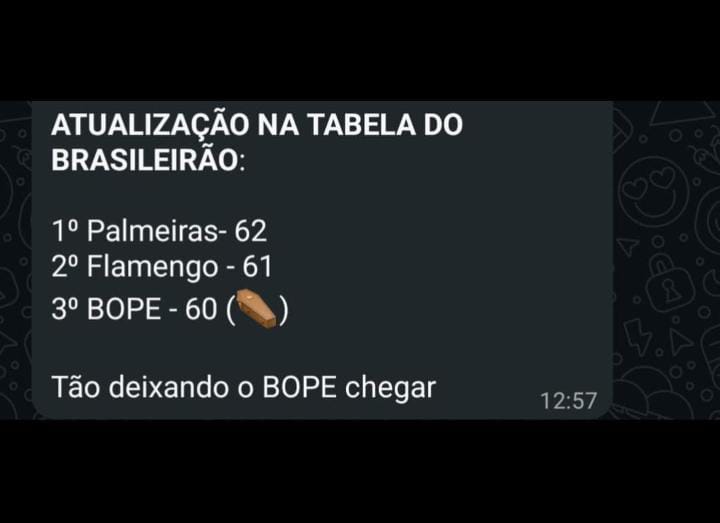 ATUALIZAÇÃO NA TABELA DO
BRASILEIRÃO:
1º Palmeiras- 62
2º Flamengo - 61
3º BOPE - 60 (⚰️)
Tão deixando o BOPE chegar
12:57